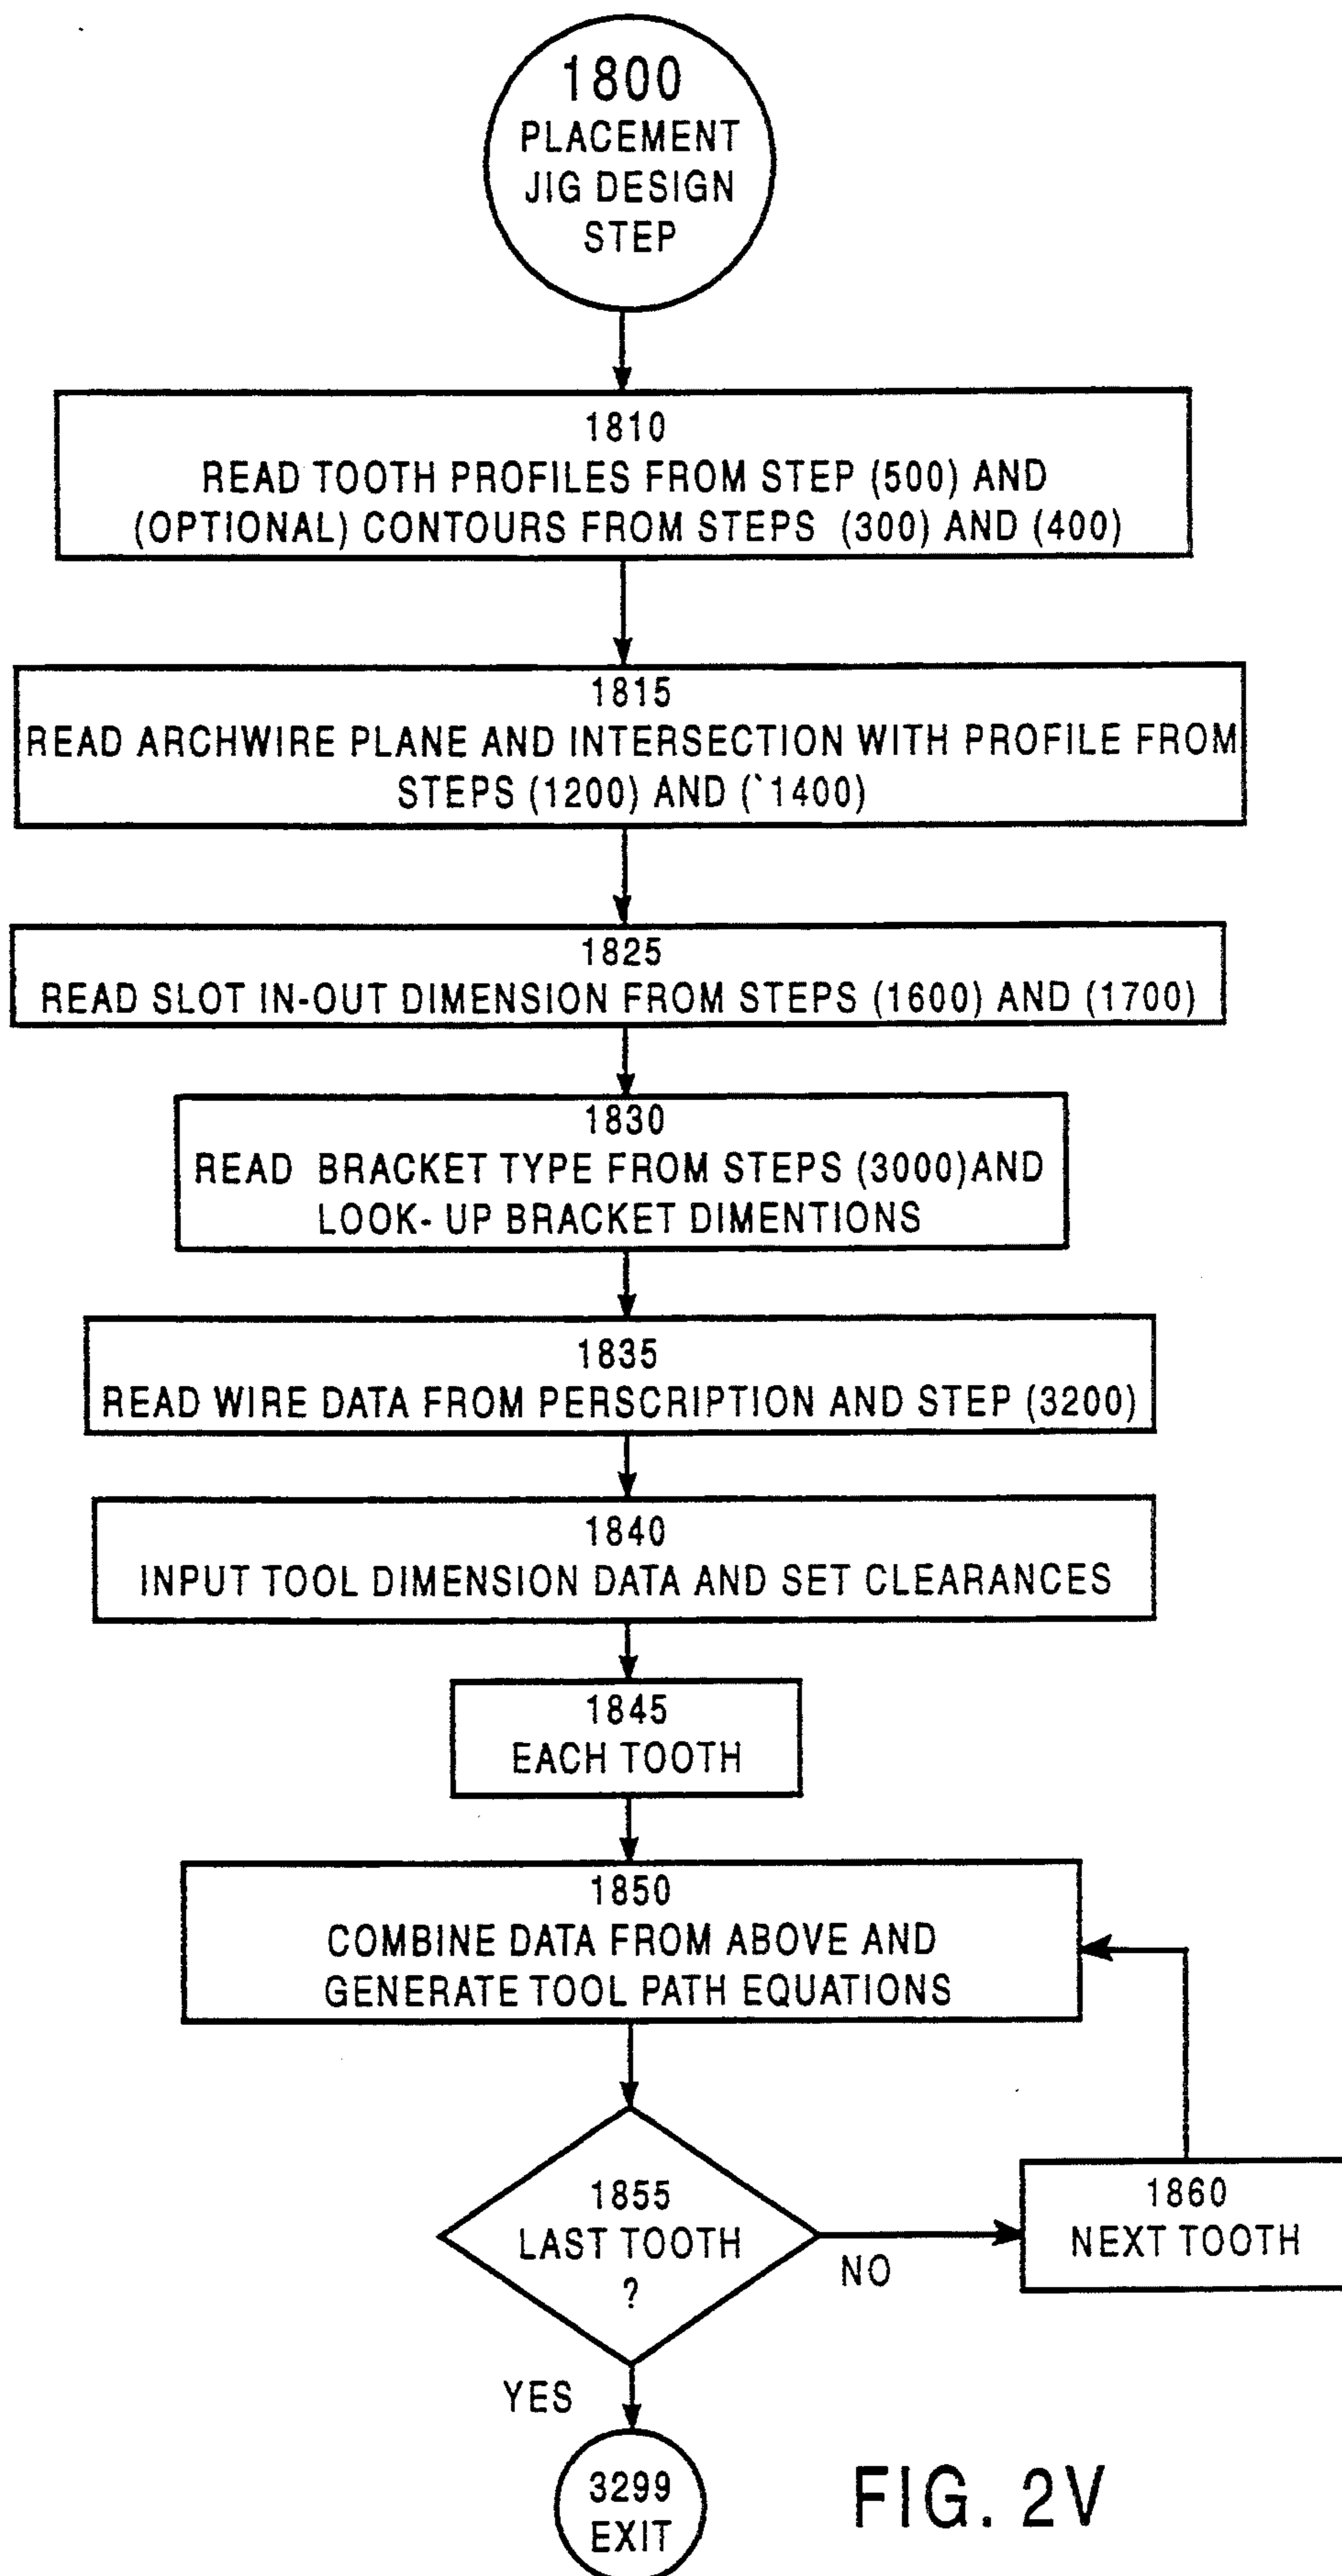 1800
PLACEMENT
JIG DESIGN
STEP
1810
READ TOOTH PROFILES FROM STEP (500) AND
(OPTIONAL) CONTOURS FROM STEPS (300) AND (400)
1815
READ ARCHWIRE PLANE AND INTERSECTION WITH PROFILE FROM
STEPS (1200) AND (`1400)
1825
READ SLOT IN-OUT DIMENSION FROM STEPS (1600) AND (1700)
1830
READ BRACKET TYPE FROM STEPS (3000)AND
LOOK- UP BRACKET DIMENTIONS
1835
READ WIRE DATA FROM PERSCRIPTION AND STEP (3200)
1840
INPUT TOOL DIMENSION DATA AND SET CLEARANCES
1845
EACH TOOTH
1850
COMBINE DATA FROM ABOVE AND
GENERATE TOOL PATH EQUATIONS
1855
LAST TOOTH
?
NO
1860
NEXT TOOTH
YES
3299
EXIT
FIG. 2V